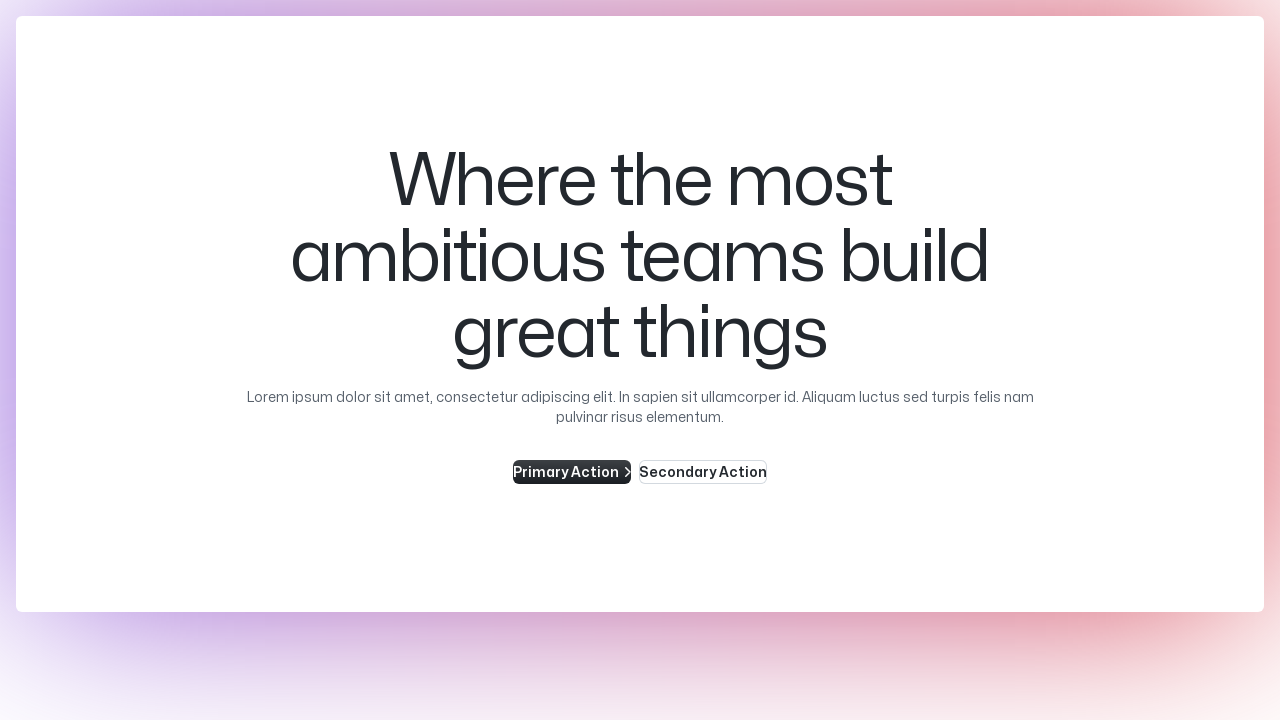 Where the most
ambitious teams build
great things
Lorem ipsum dolor sit amet, consectetur adipiscing elit. In sapien sit ullamcorper id. Aliquam luctus sed turpis felis nam
pulvinar risus elementum.
Primary Action
Secondary Action